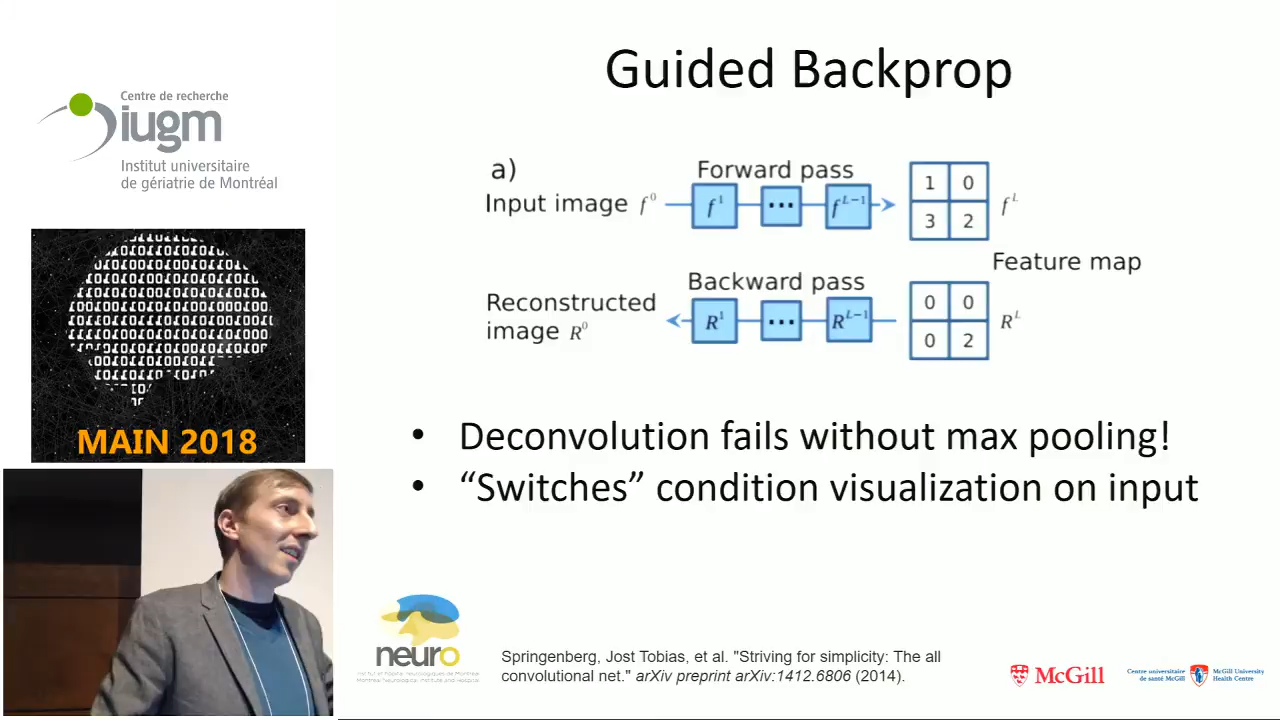 Guided Backprop
Centre de recherche
iugm
Institut universitaire
de gériatrie de Montréal
MAIN 2018
a)
Forward pass
Input image f⁰
f¹
...
fᴸ⁻¹
1 0
3 2
fᴸ
Feature map
Backward pass
Reconstructed
image R⁰
R¹
...
Rᴸ⁻¹
0 0
0 2
Rᴸ
• Deconvolution fails without max pooling!
• “Switches” condition visualization on input
neuro
Springenberg, Jost Tobias, et al. "Striving for simplicity: The all
convolutional net." arXiv preprint arXiv:1412.6806 (2014).
McGill
Centre universitaire
de santé McGill
McGill University
Health Centre